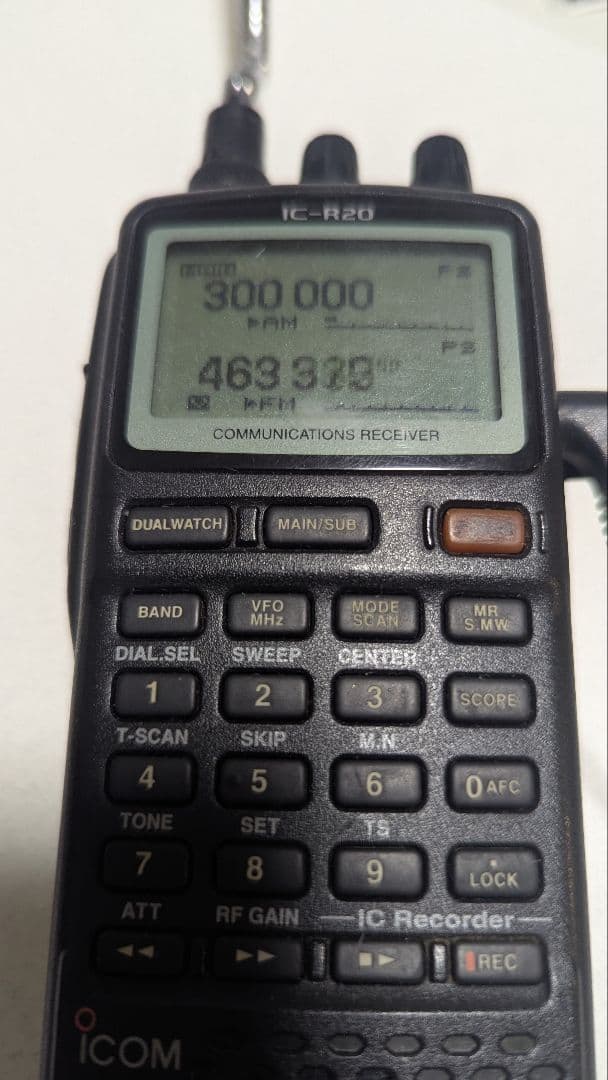 IC-R20
300 000
AM
FM
COMMUNICATIONS RECEIVER
DUALWATCH MAIN/SUB
BAND VFO MHz MODE SCAN MR S.MW
DIAL.SEL SWEEP CENTER
1 2 3 SCOPE
T-SCAN SKIP M.N
4 5 6 0 AFC
TONE SET TS
7 8 9 . LOCK
ATT RF GAIN IC Recorder
◄◄ ►► ■► REC
ICOM